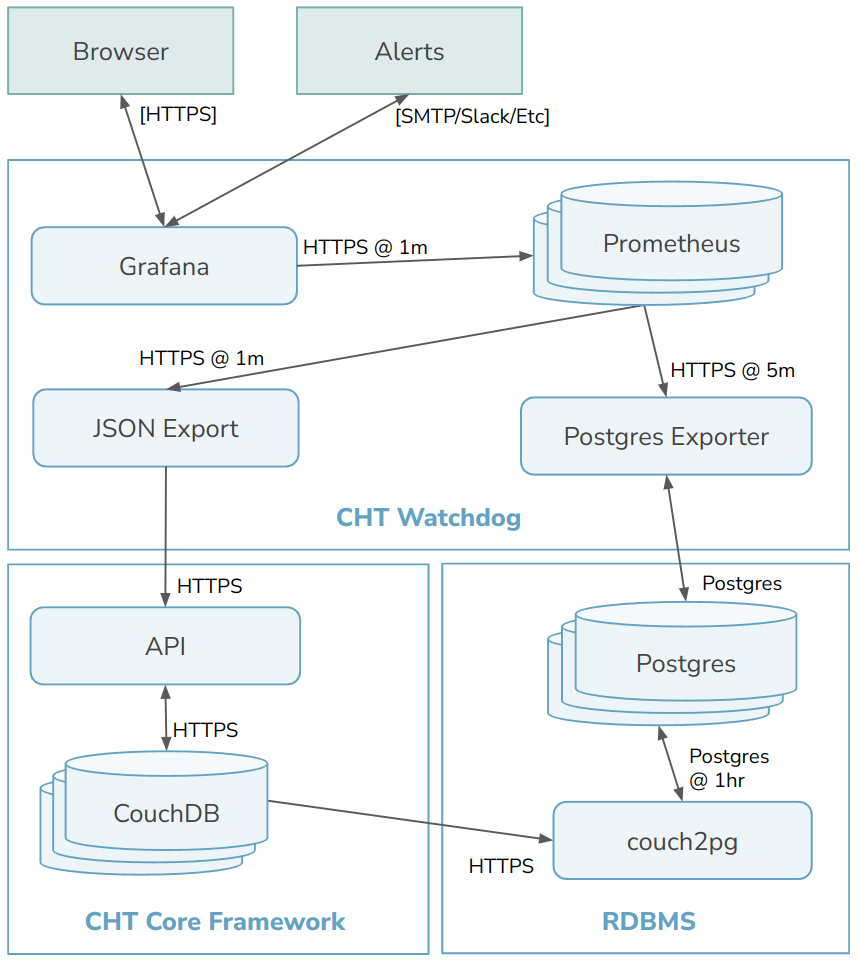 Browser
Alerts
[HTTPS]
[SMTP/Slack/Etc]
Grafana
HTTPS @ 1m
Prometheus
HTTPS @ 1m
HTTPS @ 5m
JSON Export
Postgres Exporter
CHT Watchdog
HTTPS
Postgres
API
Postgres
HTTPS
Postgres
@ 1hr
CouchDB
couch2pg
HTTPS
CHT Core Framework
RDBMS